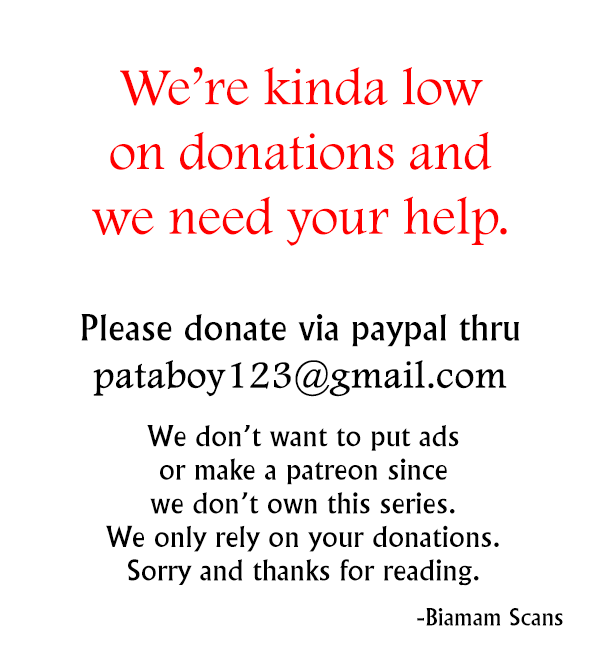 We’re kinda low
on donations and
we need your help.
Please donate via paypal thru
pataboy123@gmail.com
We don’t want to put ads
or make a patreon since
we don’t own this series.
We only rely on your donations.
Sorry and thanks for reading.
-Biamam Scans